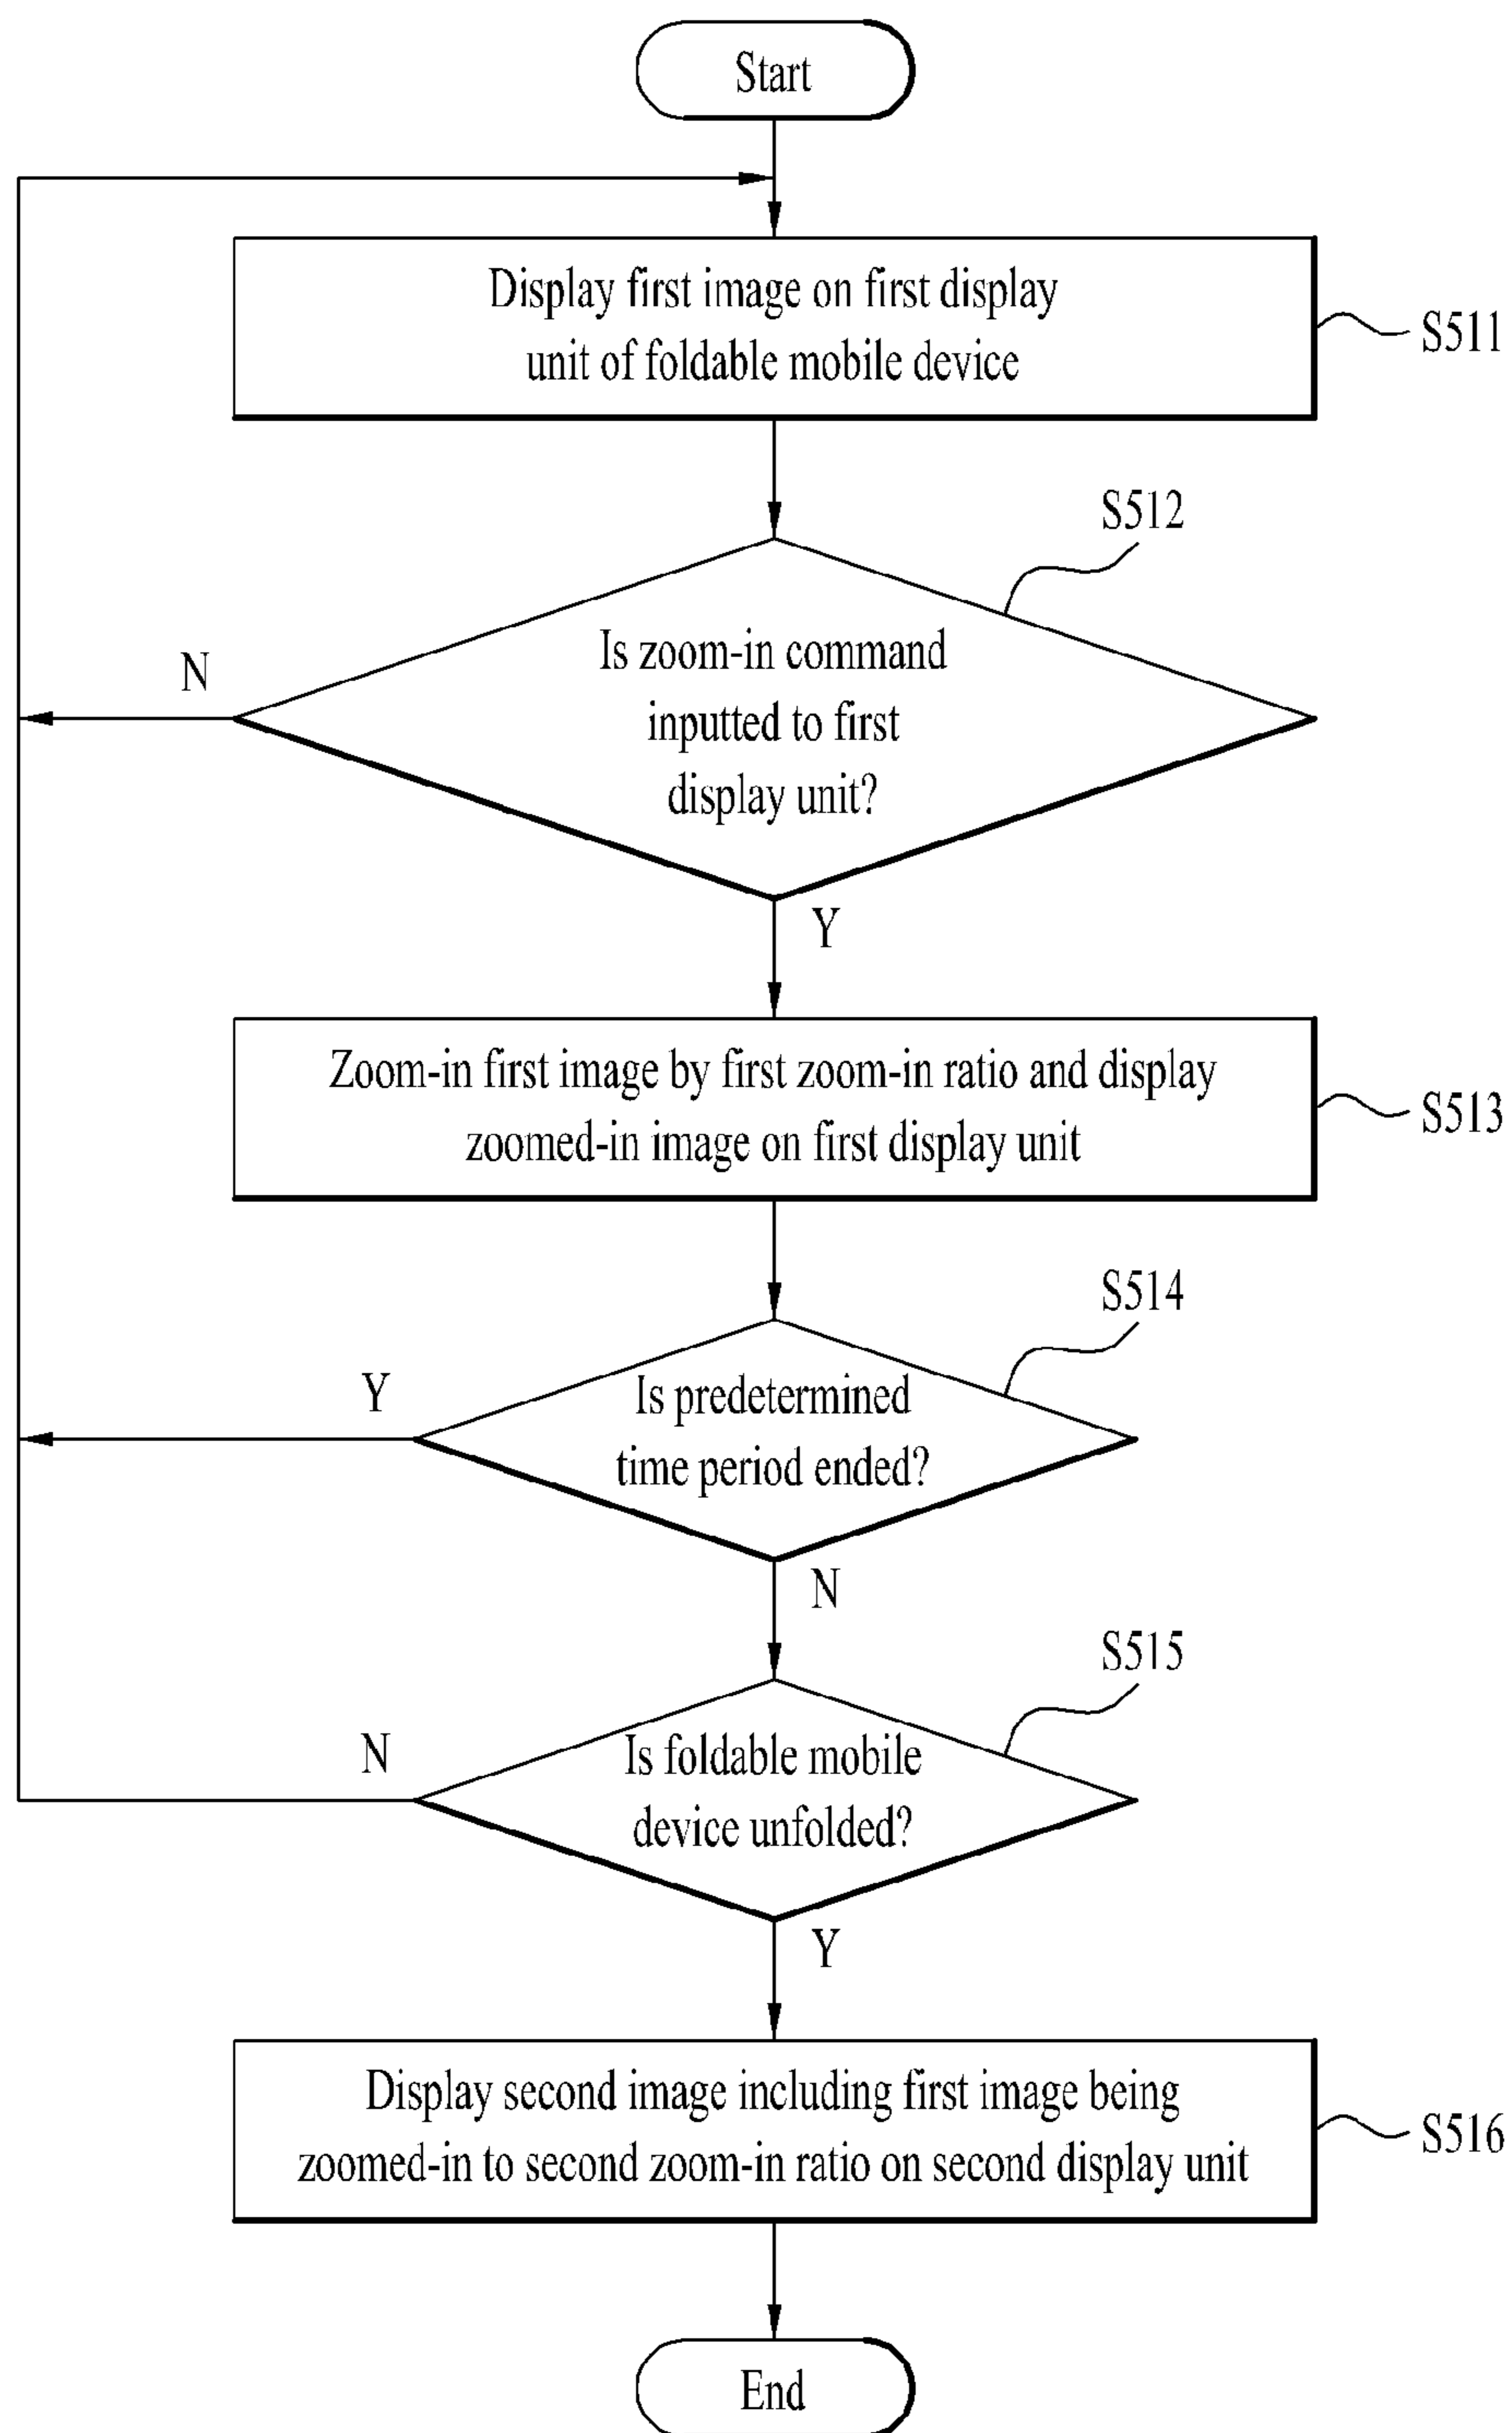 Start
Display first image on first display
unit of foldable mobile device
S511
S512
Is zoom-in command
inputted to first
display unit?
N
Y
Zoom-in first image by first zoom-in ratio and display
zoomed-in image on first display unit
S513
S514
Is predetermined
time period ended?
Y
N
S515
Is foldable mobile
device unfolded?
N
Y
Display second image including first image being
zoomed-in to second zoom-in ratio on second display unit
S516
End